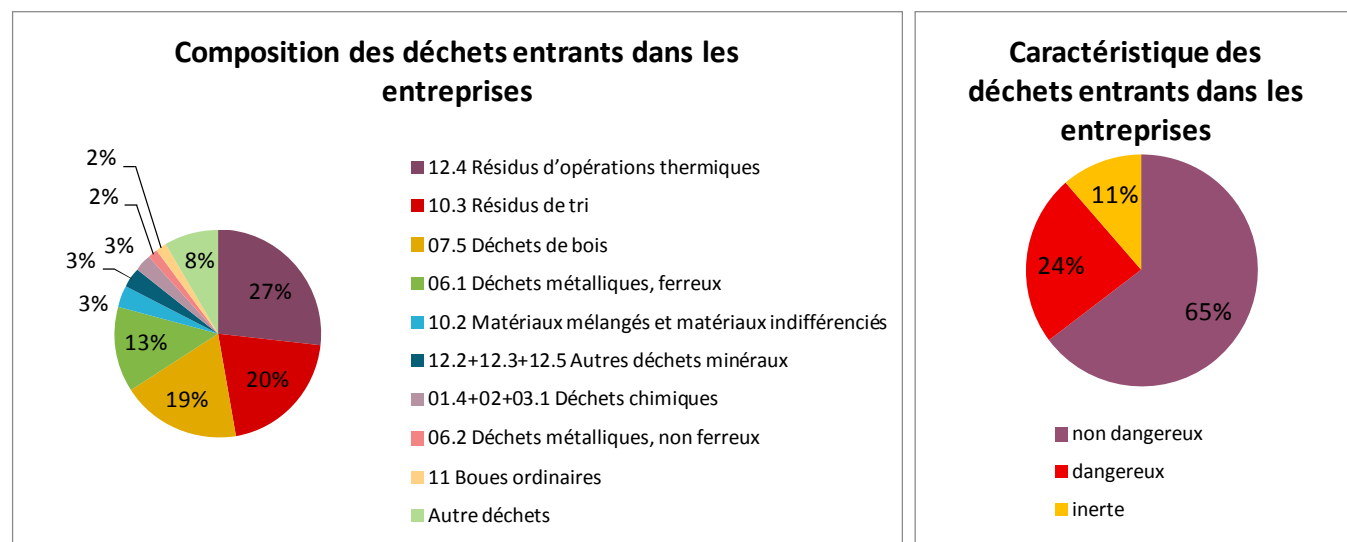 Composition des déchets entrants dans les
entreprises
2%
2%
3%
3%
3%
8%
27%
13%
19%
20%
12.4 Résidus d’opérations thermiques
10.3 Résidus de tri
07.5 Déchets de bois
06.1 Déchets métalliques, ferreux
10.2 Matériaux mélangés et matériaux indifférenciés
12.2+12.3+12.5 Autres déchets minéraux
01.4+02+03.1 Déchets chimiques
06.2 Déchets métalliques, non ferreux
11 Boues ordinaires
Autre déchets
Caractéristique des
déchets entrants dans les
entreprises
11%
24%
65%
non dangereux
dangereux
inerte